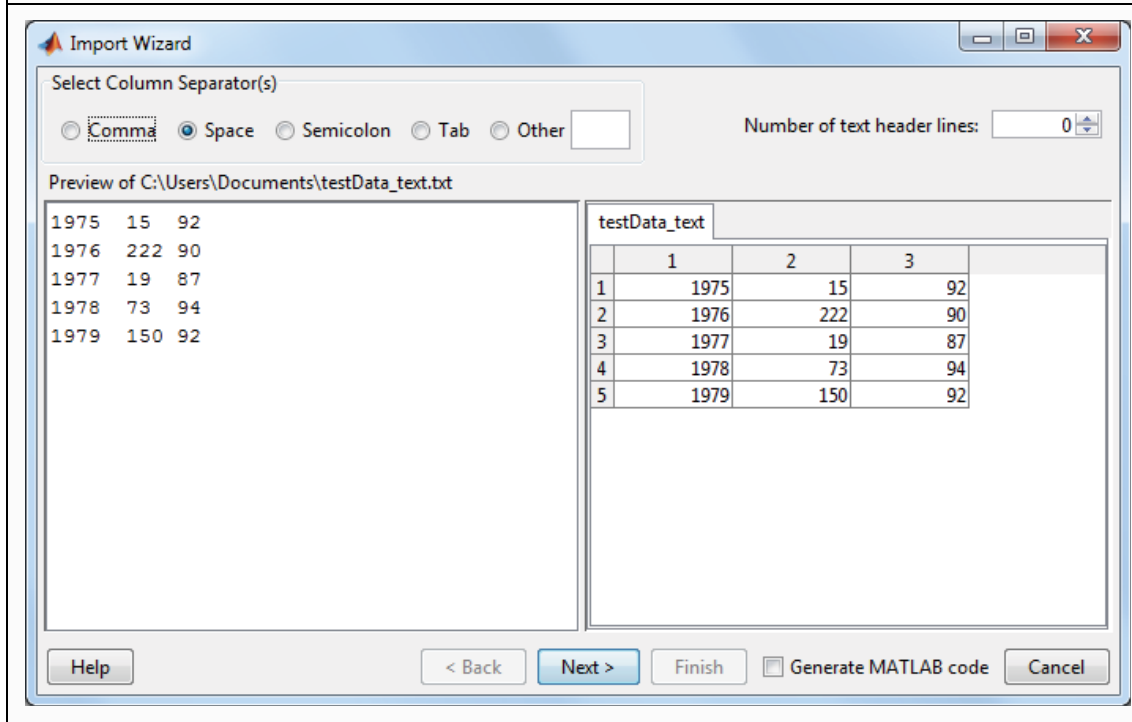 Import Wizard
Select Column Separator(s)
Comma Space Semicolon Tab Other
Number of text header lines: 0
Preview of C:\Users\Documents\testData_text.txt
1975 15 92
1976 222 90
1977 19 87
1978 73 94
1979 150 92
testData_text
1 2 3
1 1975 15 92
2 1976 222 90
3 1977 19 87
4 1978 73 94
5 1979 150 92
Help < Back Next > Finish Generate MATLAB code Cancel